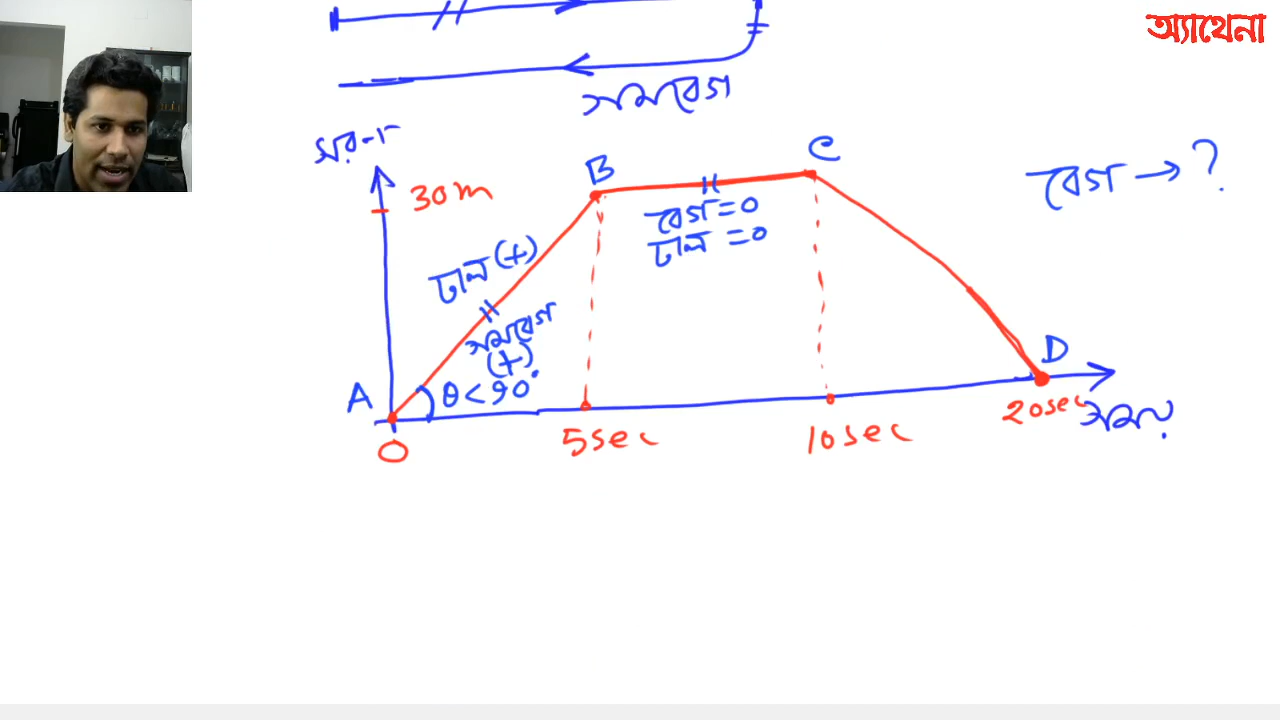 অ্যাথেনা
সমবেগ
সরণ
30m
B
C
বেগ → ?
বেগ = 0
ঢাল = 0
ঢাল (+)
সমবেগ
(+)
A
θ < 90°
D
O
5sec
10sec
20sec
সময়